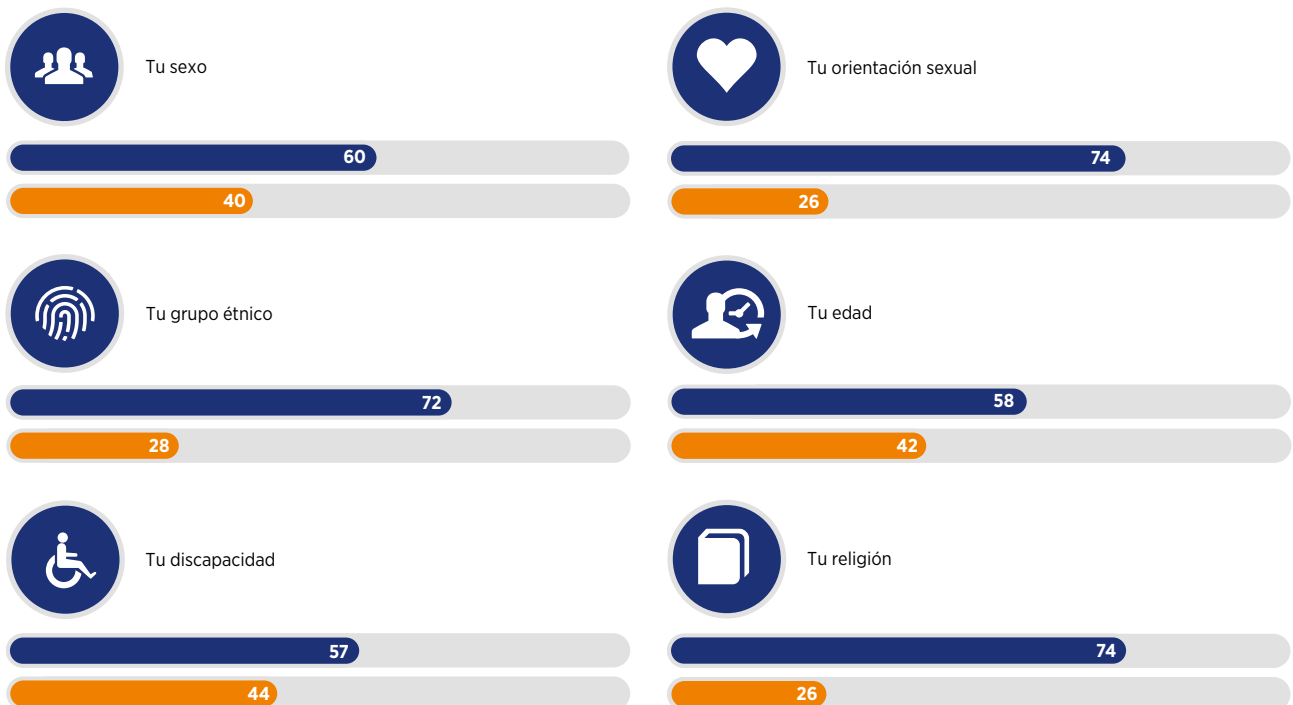 Tu sexo
60
40
Tu orientación sexual
74
26
Tu grupo étnico
72
28
Tu edad
58
42
Tu discapacidad
57
44
Tu religión
74
26